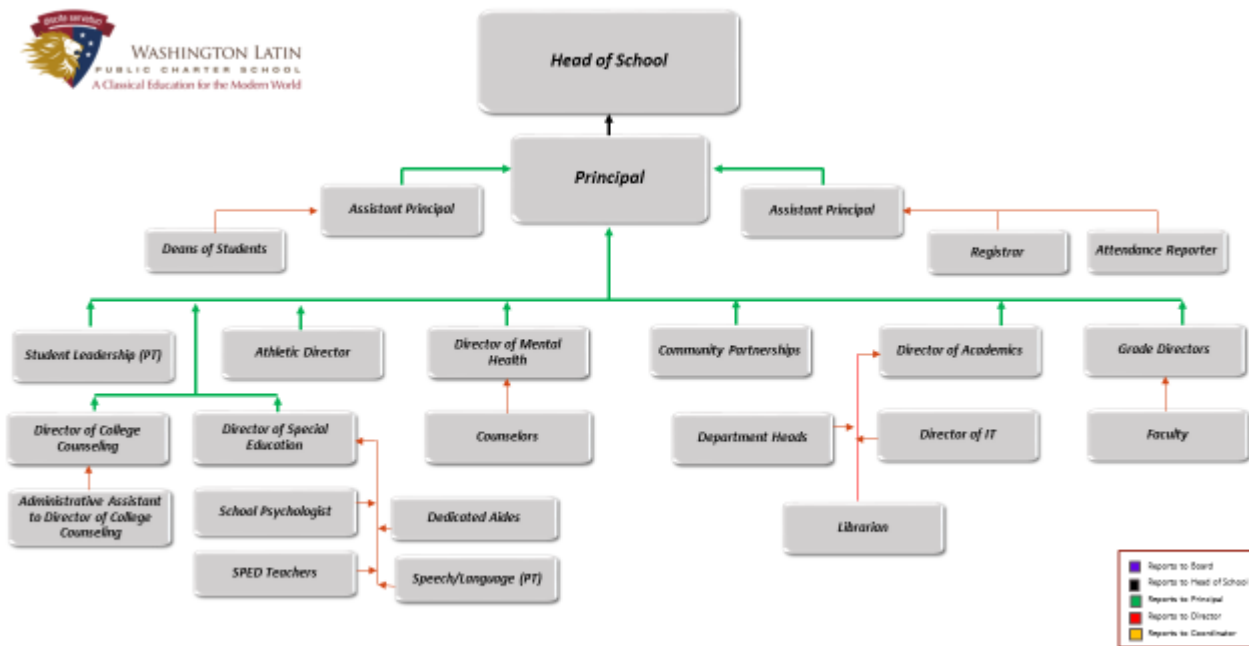 WASHINGTON LATIN
PUBLIC CHARTER SCHOOL
A Classical Education for the Modern World
Head of School
Principal
Assistant Principal
Assistant Principal
Deans of Students
Registrar
Attendance Reporter
Student Leadership (PT)
Athletic Director
Director of Mental
Health
Community Partnerships
Director of Academics
Grade Directors
Director of College
Counseling
Director of Special
Education
Counselors
Department Heads
Director of IT
Faculty
Administrative Assistant
to Director of College
Counseling
School Psychologist
Dedicated Aides
Librarian
SPED Teachers
Speech/Language (PT)
Reports to Board
Reports to Head of School
Reports to Principal
Reports to Director
Reports to Coordinator